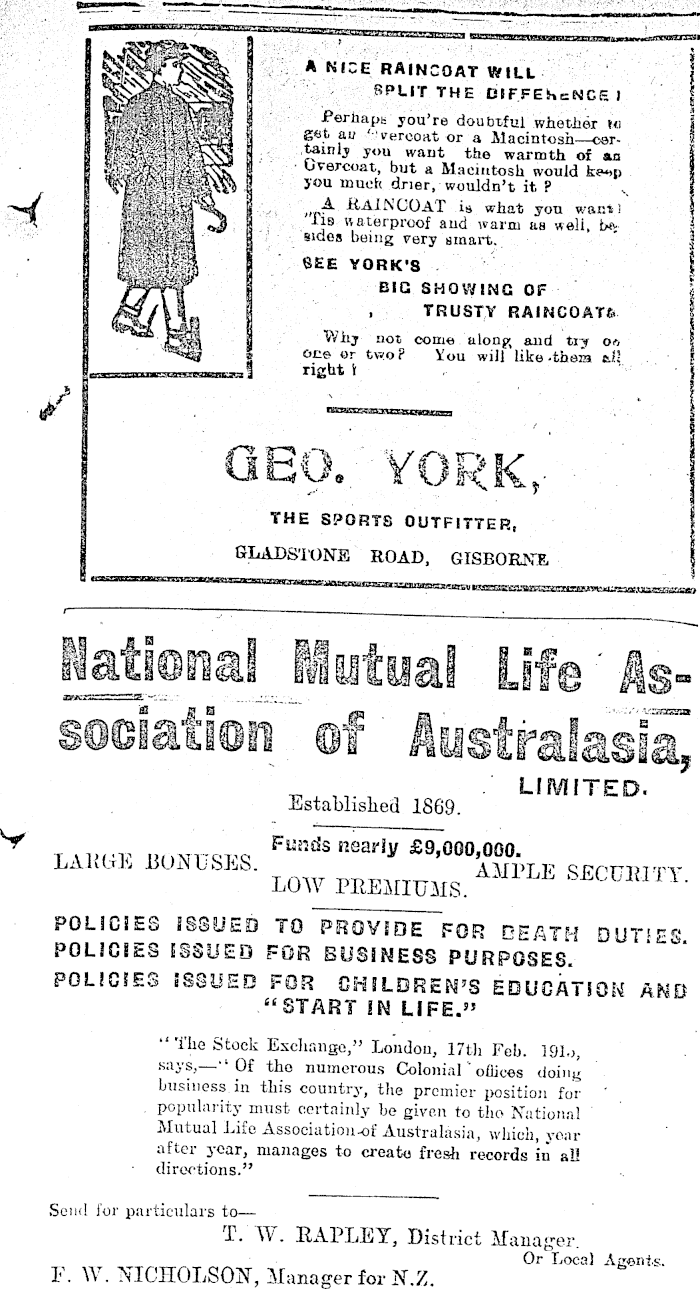 A NICE RAINCOAT WILL
SPLIT THE DIFFERENCE!
Perhaps you're doubtful whether to
get an "vercoat or a Macintosh—cer-
tainly you want the warmth of an
Overcoat, but a Macintosh would keep
you much drier, wouldn't it?
A RAINCOAT is what you want!
'Tis waterproof and warm as well, be-
sides being very smart.
SEE YORK'S
BIG SHOWING OF
TRUSTY RAINCOATS
Why not come along and try on
one or two? You will like them all
right!
GEO. YORK,
THE SPORTS OUTFITTER,
GLADSTONE ROAD, GISBORNE
National Mutual Life As-
sociation of Australasia,
LIMITED.
Established 1869.
Funds nearly £9,000,000.
LARGE BONUSES. AMPLE SECURITY.
LOW PREMIUMS.
POLICIES ISSUED TO PROVIDE FOR DEATH DUTIES.
POLICIES ISSUED FOR BUSINESS PURPOSES.
POLICIES ISSUED FOR CHILDREN'S EDUCATION AND
"START IN LIFE."
"The Stock Exchange," London, 17th Feb.
says,—"Of the numerous Colonial offices doing
business in this country, the premier position for
popularity must certainly be given to the National
Mutual Life Association of Australasia, which, year
after year, manages to create fresh records in all
directions."
Send for particulars to—
T. W. RAPLEY, District Manager.
Or Local Agents.
F. W. NICHOLSON, Manager for N.Z.